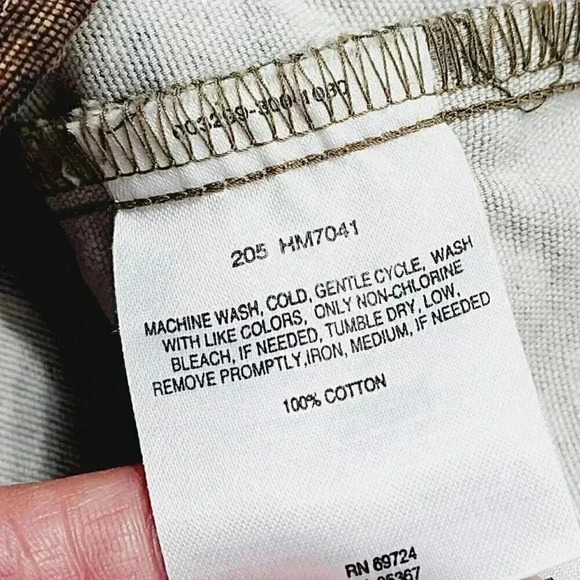 205 HM7041
MACHINE WASH, COLD, GENTLE CYCLE, WASH
WITH LIKE COLORS, ONLY NON-CHLORINE
BLEACH, IF NEEDED, TUMBLE DRY, LOW,
REMOVE PROMPTLY,IRON, MEDIUM, IF NEEDED
100% COTTON
RN 69724